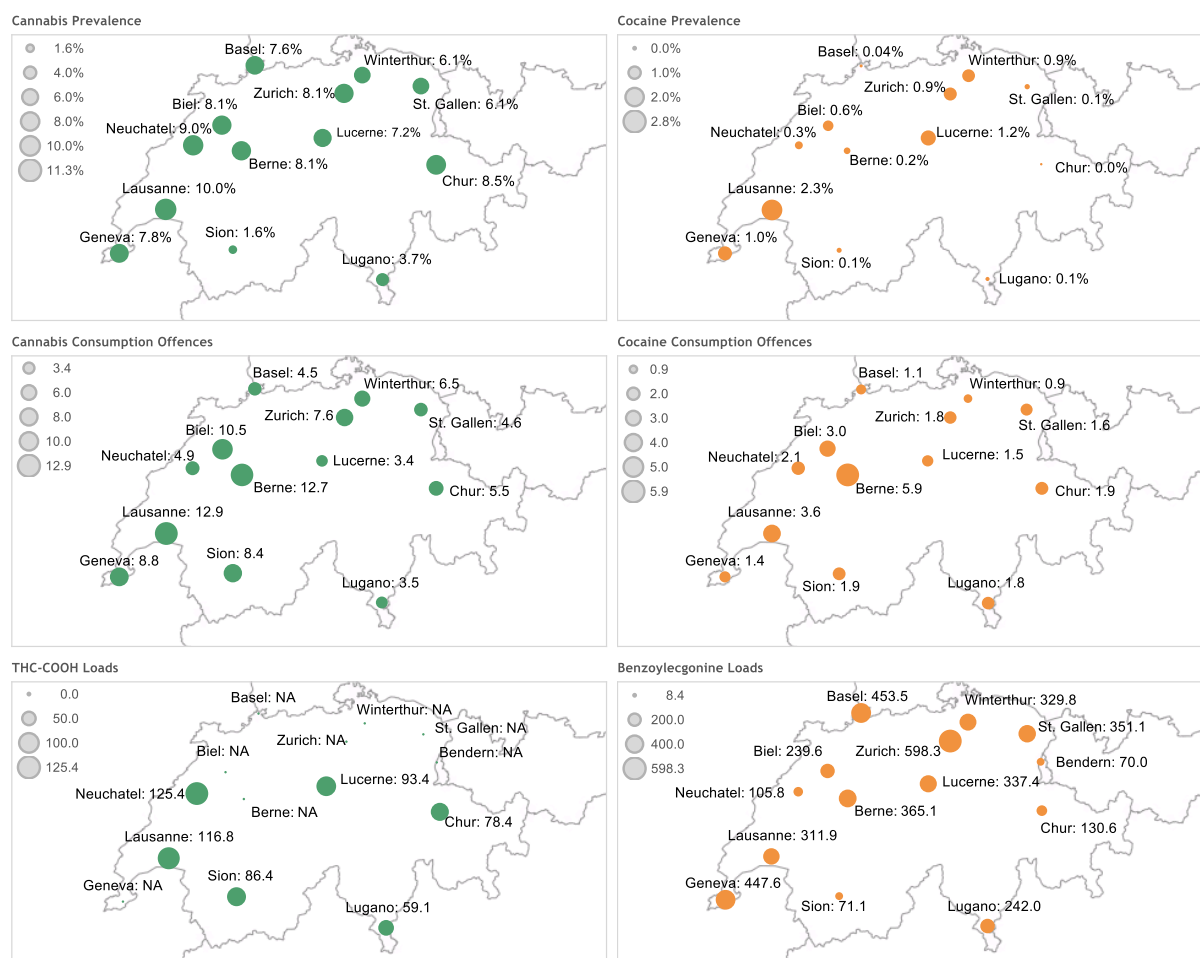 Cannabis Prevalence
1.6%
4.0%
6.0%
8.0%
10.0%
11.3%
Basel: 7.6%
Winterthur: 6.1%
Zurich: 8.1%
St. Gallen: 6.1%
Biel: 8.1%
Neuchatel: 9.0%
Lucerne: 7.2%
Berne: 8.1%
Chur: 8.5%
Lausanne: 10.0%
Geneva: 7.8%
Sion: 1.6%
Lugano: 3.7%
Cocaine Prevalence
0.0%
1.0%
2.0%
2.8%
Basel: 0.04%
Winterthur: 0.9%
Zurich: 0.9%
St. Gallen: 0.1%
Biel: 0.6%
Neuchatel: 0.3%
Lucerne: 1.2%
Berne: 0.2%
Chur: 0.0%
Lausanne: 2.3%
Geneva: 1.0%
Sion: 0.1%
Lugano: 0.1%
Cannabis Consumption Offences
3.4
6.0
8.0
10.0
12.9
Basel: 4.5
Winterthur: 6.5
Zurich: 7.6
St. Gallen: 4.6
Biel: 10.5
Neuchatel: 4.9
Lucerne: 3.4
Berne: 12.7
Chur: 5.5
Lausanne: 12.9
Geneva: 8.8
Sion: 8.4
Lugano: 3.5
Cocaine Consumption Offences
0.9
2.0
3.0
4.0
5.0
5.9
Basel: 1.1
Winterthur: 0.9
Zurich: 1.8
St. Gallen: 1.6
Biel: 3.0
Neuchatel: 2.1
Lucerne: 1.5
Berne: 5.9
Chur: 1.9
Lausanne: 3.6
Geneva: 1.4
Sion: 1.9
Lugano: 1.8
THC-COOH Loads
0.0
50.0
100.0
125.4
Basel: NA
Winterthur: NA
Zurich: NA
St. Gallen: NA
Biel: NA
Bendern: NA
Neuchatel: 125.4
Lucerne: 93.4
Berne: NA
Chur: 78.4
Lausanne: 116.8
Geneva: NA
Sion: 86.4
Lugano: 59.1
Benzoylecgonine Loads
8.4
200.0
400.0
598.3
Basel: 453.5
Winterthur: 329.8
St. Gallen: 351.1
Biel: 239.6
Zurich: 598.3
Bendern: 70.0
Neuchatel: 105.8
Lucerne: 337.4
Berne: 365.1
Chur: 130.6
Lausanne: 311.9
Geneva: 447.6
Sion: 71.1
Lugano: 242.0